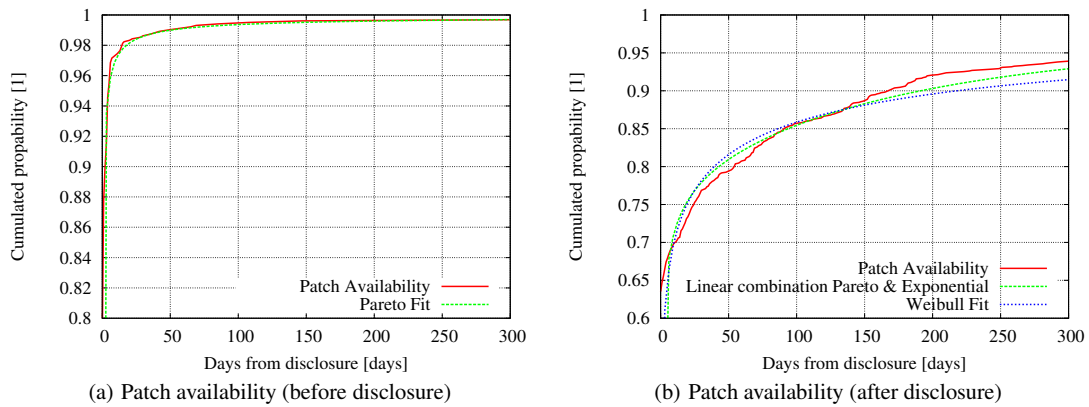 1
0.98
0.96
0.94
0.92
0.9
0.88
0.86
0.84
0.82
0.8
Cumulated propability [1]
Patch Availability
Pareto Fit
0 50 100 150 200 250 300
Days from disclosure [days]
(a) Patch availability (before disclosure)
0.95
0.9
0.85
0.8
0.75
0.7
0.65
0.6
Cumulated propability [1]
Patch Availability
Linear combination Pareto & Exponential
Weibull Fit
0 50 100 150 200 250 300
Days from disclosure [days]
(b) Patch availability (after disclosure)